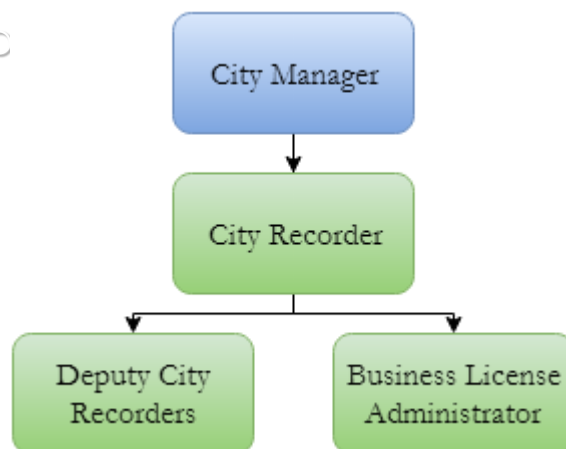 City Manager
City Recorder
Deputy City
Recorders
Business License
Administrator